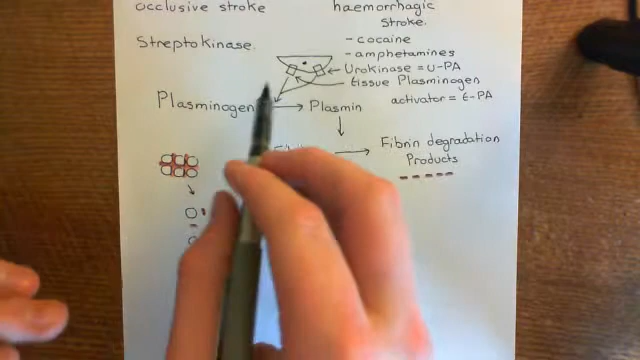 occlusive stroke
haemorrhagic
stroke.
Streptokinase.
- cocaine
- amphetamines
Urokinase = u-PA
tissue Plasminogen
activator = t-PA
Plasminogen → Plasmin
Fibrin degradation
Products